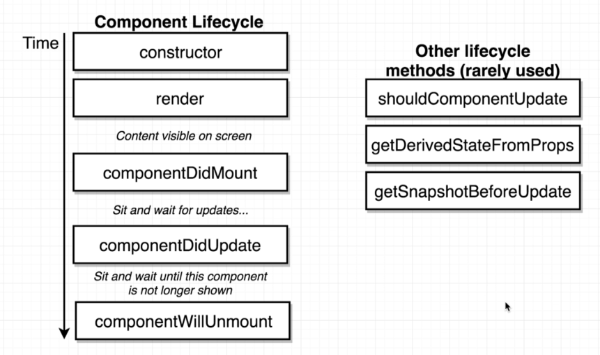 Component Lifecycle
Time
constructor
render
Content visible on screen
componentDidMount
Sit and wait for updates...
componentDidUpdate
Sit and wait until this component
is not longer shown
componentWillUnmount
Other lifecycle
methods (rarely used)
shouldComponentUpdate
getDerivedStateFromProps
getSnapshotBeforeUpdate